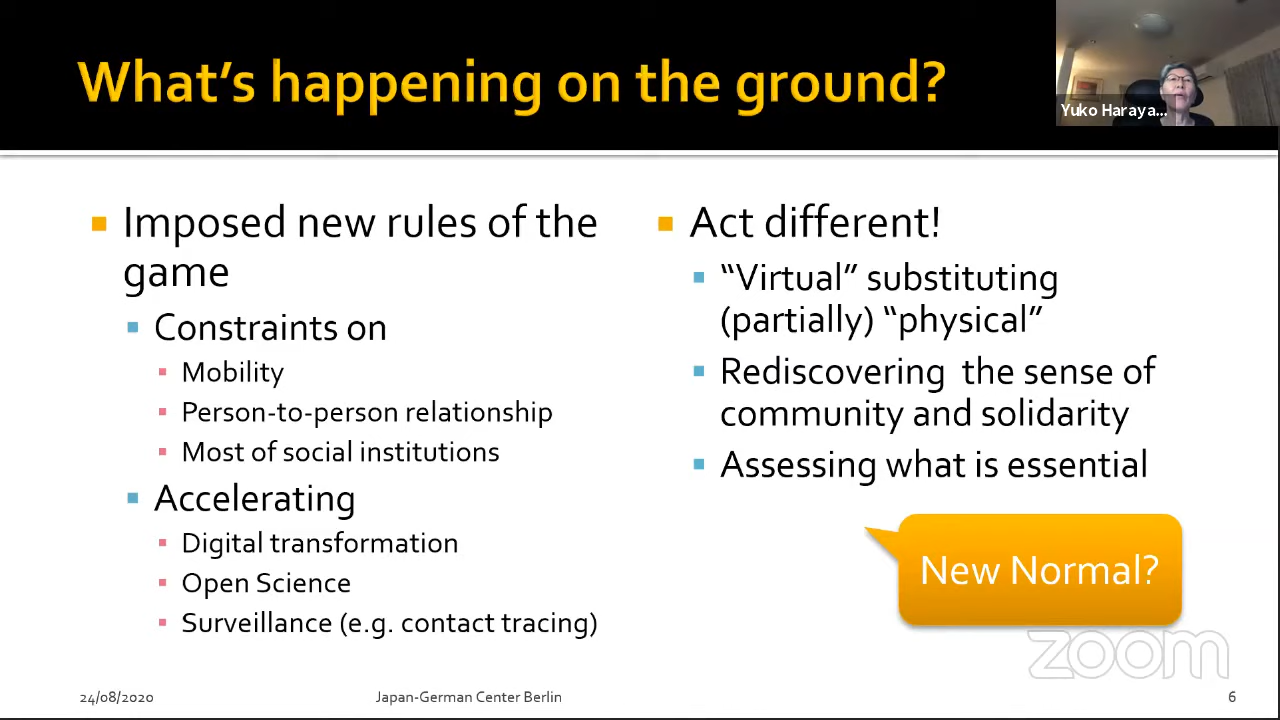 What's happening on the ground?
Yuko Haraya...
Imposed new rules of the
game
Constraints on
Mobility
Person-to-person relationship
Most of social institutions
Accelerating
Digital transformation
Open Science
Surveillance (e.g. contact tracing)
Act different!
“Virtual” substituting
(partially) “physical”
Rediscovering the sense of
community and solidarity
Assessing what is essential
New Normal?
zoom
24/08/2020
Japan-German Center Berlin
6